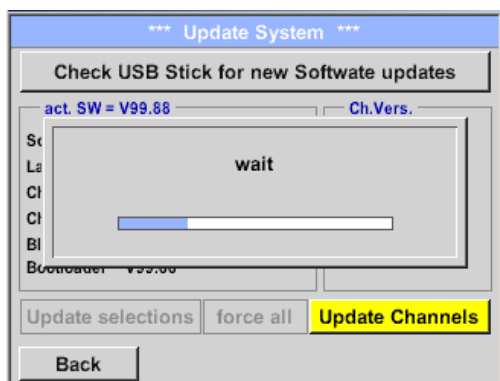 *** Update System ***
Check USB Stick for new Softwate updates
act. SW = V99.88
Ch.Vers.
wait
Update selections
force all
Update Channels
Back